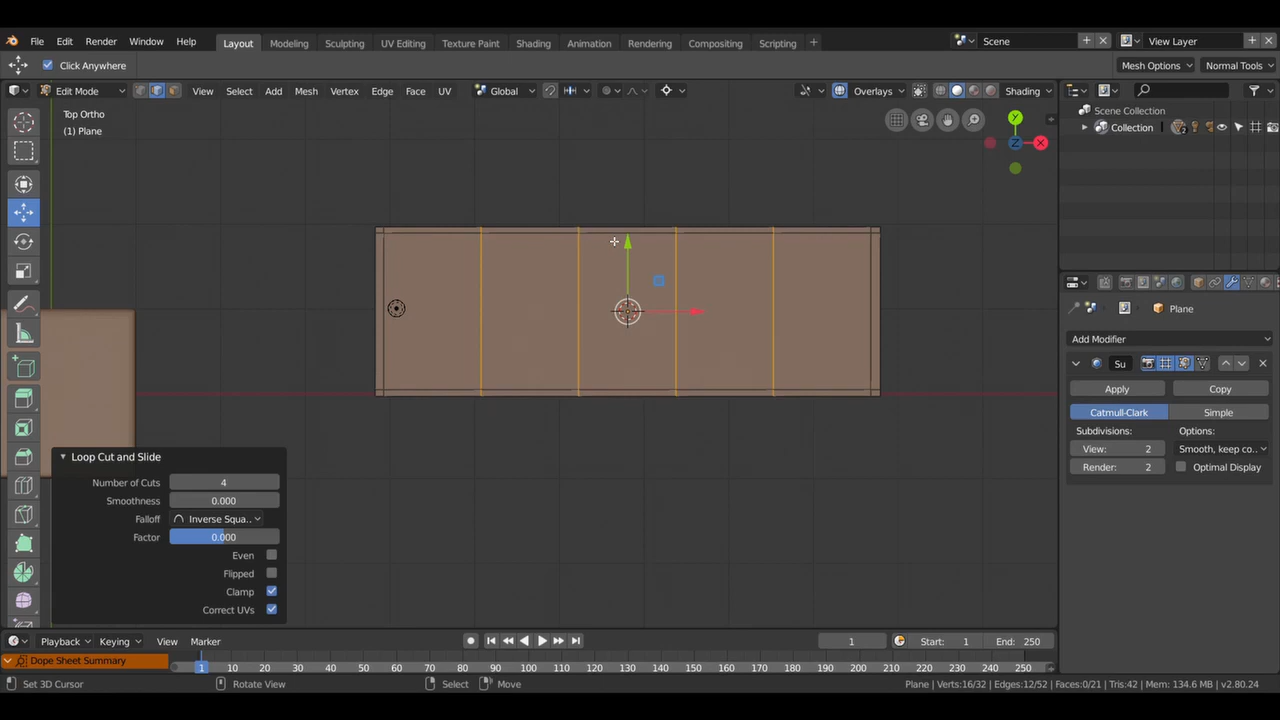 File Edit Render Window Help Layout Modeling Sculpting UV Editing Texture Paint Shading Animation Rendering Compositing Scripting Scene View Layer
Click Anywhere Mesh Options Normal Tools
Edit Mode View Select Add Mesh Vertex Edge Face UV Global Overlays Shading
Top Ortho
(1) Plane
Y
X
Z
Scene Collection
Collection
Plane
Add Modifier
Su
Apply Copy
Catmull-Clark Simple
Subdivisions: Options:
View: 2 Smooth, keep co..
Render: 2 Optimal Display
Loop Cut and Slide
Number of Cuts 4
Smoothness 0.000
Falloff Inverse Squa..
Factor 0.000
Even
Flipped
Clamp
Correct UVs
Playback Keying View Marker 1 Start: 1 End: 250
Dope Sheet Summary 1 10 20 30 40 50 60 70 80 90 100 110 120 130 140 150 160 170 180 190 200 210 220 230 240 250
Set 3D Cursor Rotate View Select Move Plane | Verts:16/32 | Edges:12/52 | Faces:0/21 | Tris:42 | Mem: 134.6 MB | v2.80.24